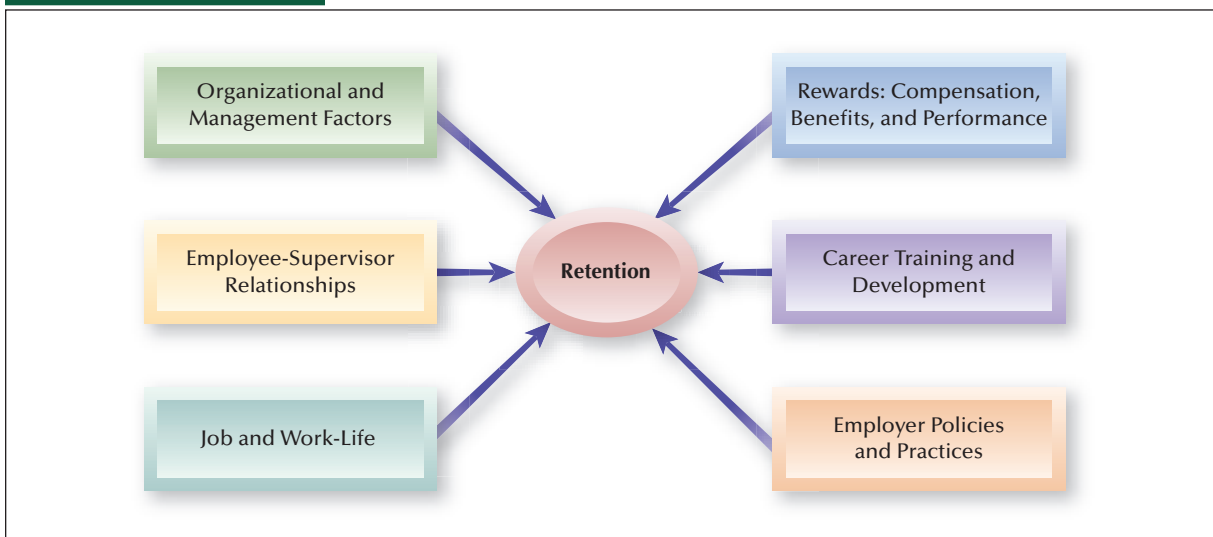 Organizational and
Management Factors
Rewards: Compensation,
Benefits, and Performance
Employee-Supervisor
Relationships
Retention
Career Training and
Development
Job and Work-Life
Employer Policies
and Practices